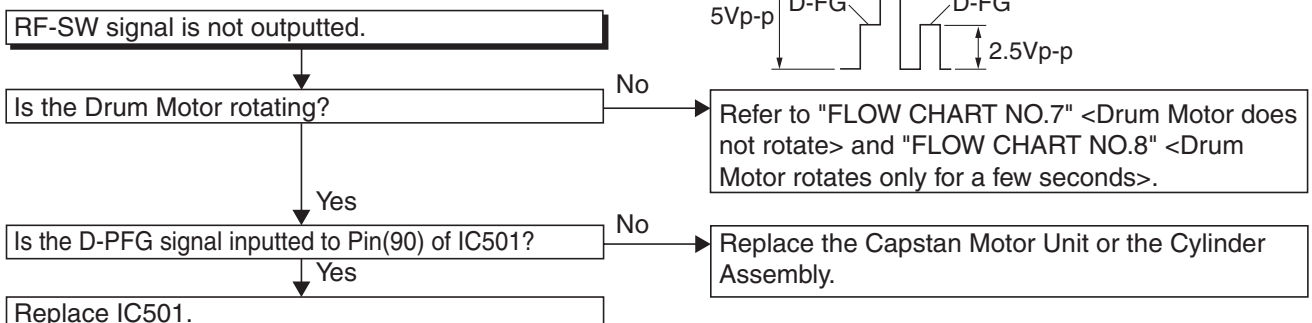 RF-SW signal is not outputted.
5Vp-p
D-FG
D-FG
2.5Vp-p
Is the Drum Motor rotating?
No
Refer to "FLOW CHART NO.7" <Drum Motor does
not rotate> and "FLOW CHART NO.8" <Drum
Motor rotates only for a few seconds>.
Yes
Is the D-PFG signal inputted to Pin(90) of IC501?
No
Replace the Capstan Motor Unit or the Cylinder
Assembly.
Yes
Replace IC501.